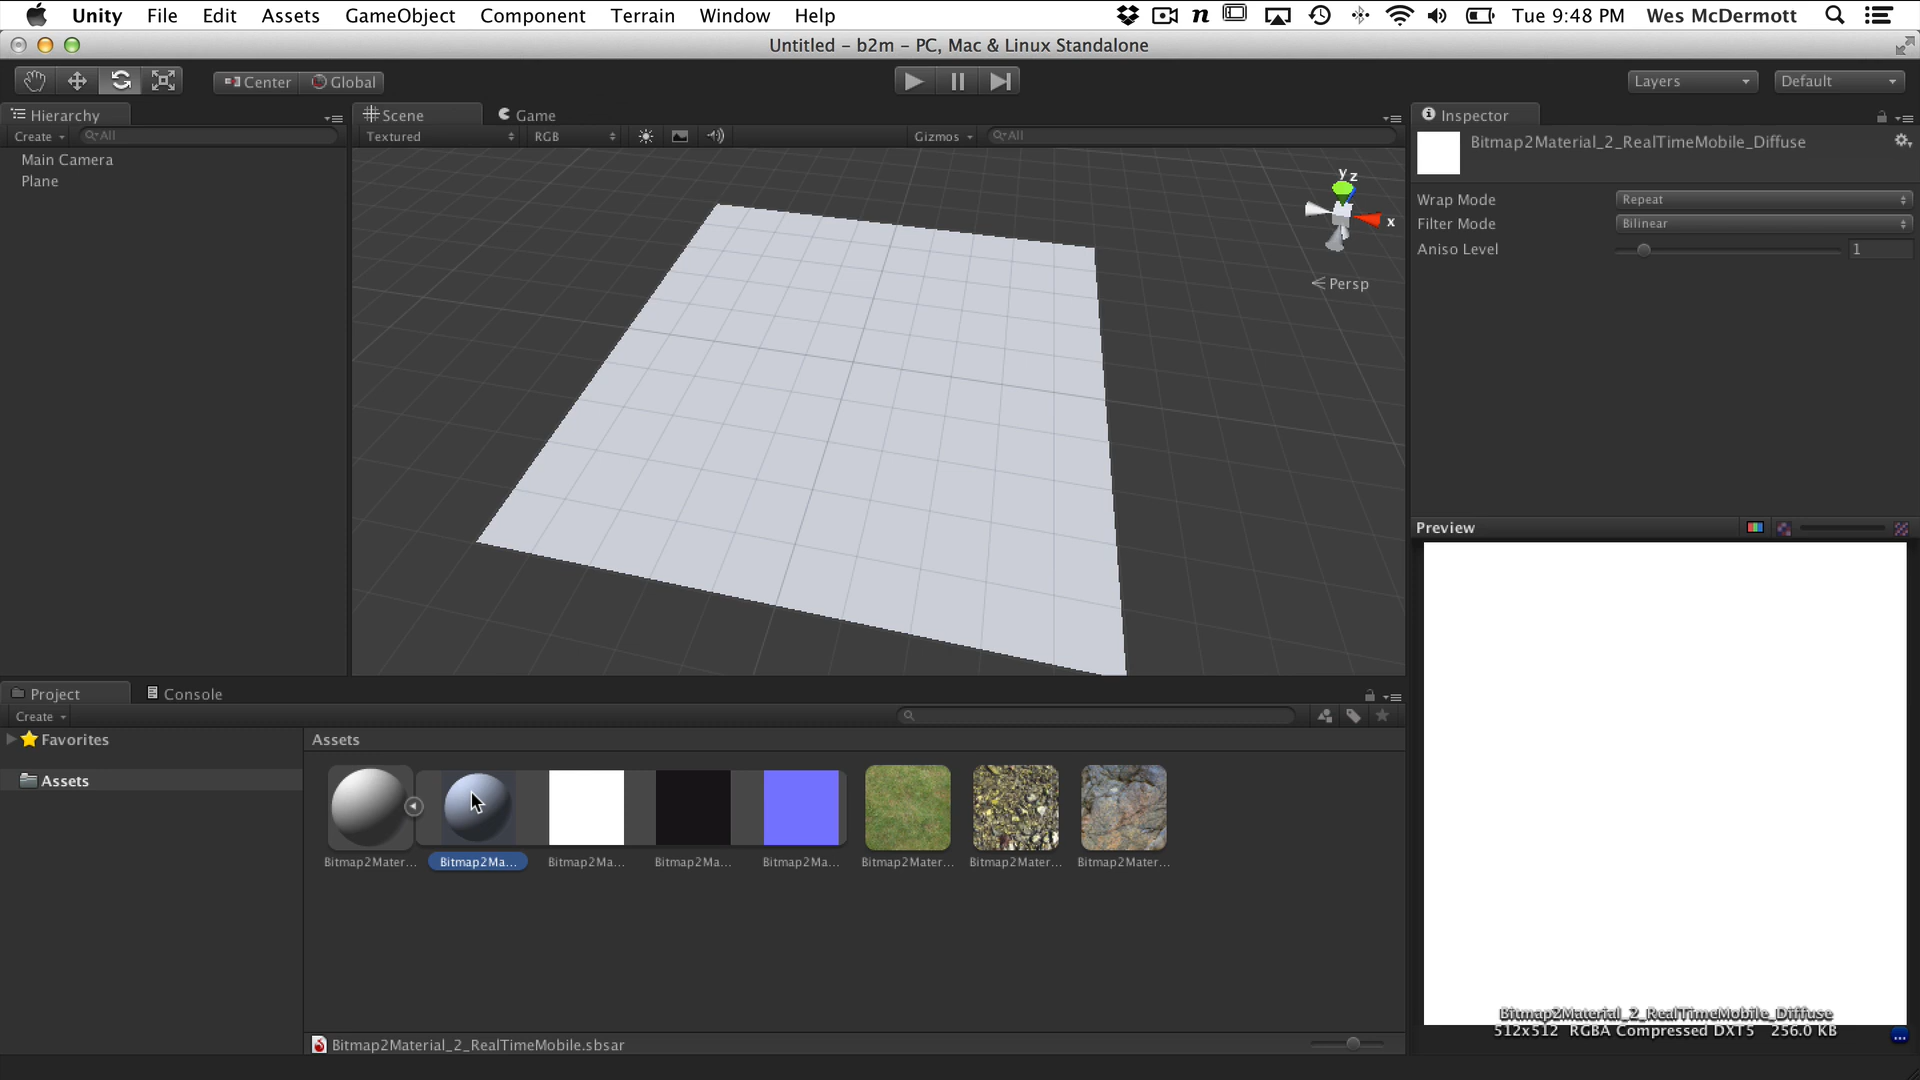 Unity File Edit Assets GameObject Component Terrain Window Help
Tue 9:48 PM Wes McDermott
Untitled - b2m - PC, Mac & Linux Standalone
Center Global
Layers Default
Hierarchy
Scene Game
Inspector
Create All
Textured RGB Gizmos All
Bitmap2Material_2_RealTimeMobile_Diffuse
Main Camera
Plane
y z
x
Persp
Wrap Mode Repeat
Filter Mode Bilinear
Aniso Level 1
Preview
Project Console
Create
Favorites
Assets
Assets
Bitmap2Mater... Bitmap2Ma... Bitmap2Ma... Bitmap2Ma... Bitmap2Ma... Bitmap2Mater... Bitmap2Mater... Bitmap2Mater...
Bitmap2Material_2_RealTimeMobile_Diffuse
512x512 RGBA Compressed DXT5 256.0 KB
Bitmap2Material_2_RealTimeMobile.sbsar